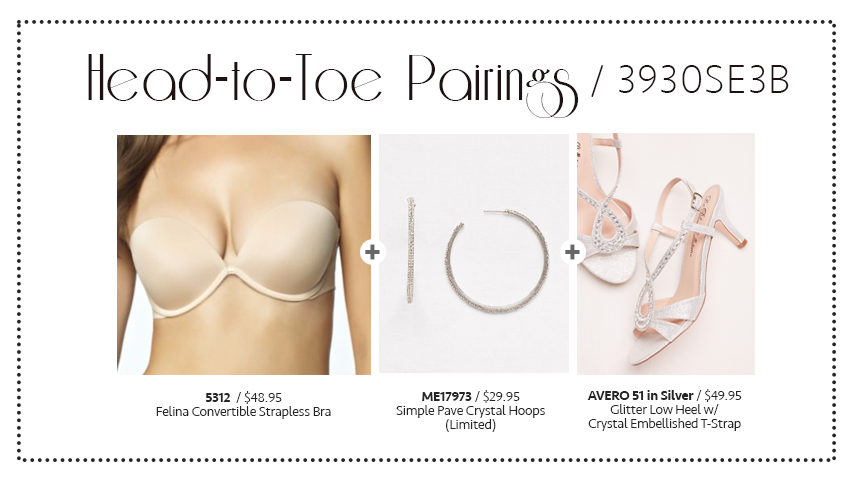 Head-to-Toe Pairings / 3930SE3B
+
+
5312 / $48.95
Felina Convertible Strapless Bra
ME17973 / $29.95
Simple Pave Crystal Hoops
(Limited)
AVERO 51 in Silver / $49.95
Glitter Low Heel w/
Crystal Embellished T-Strap